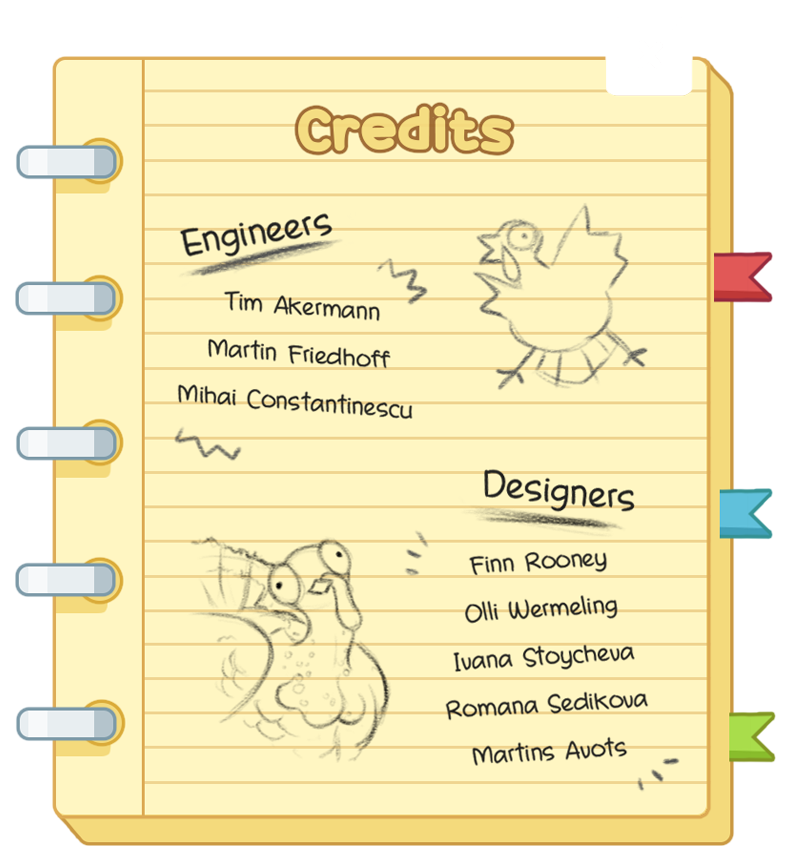 Credits
Engineers
Tim Akermann
Martin Friedhoff
Mihai Constantinescu
Designers
Finn Rooney
Olli Wermeling
Ivana Stoycheva
Romana Sedikova
Martins Avots